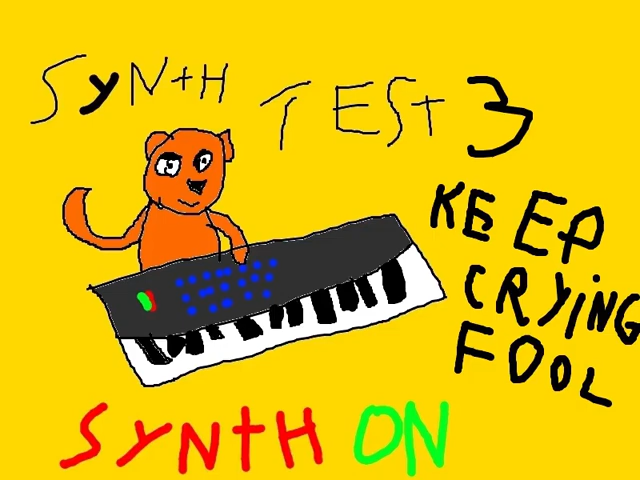 SYNTH TEST 3
KEEP
CRYING
FOOL
SYNTH ON